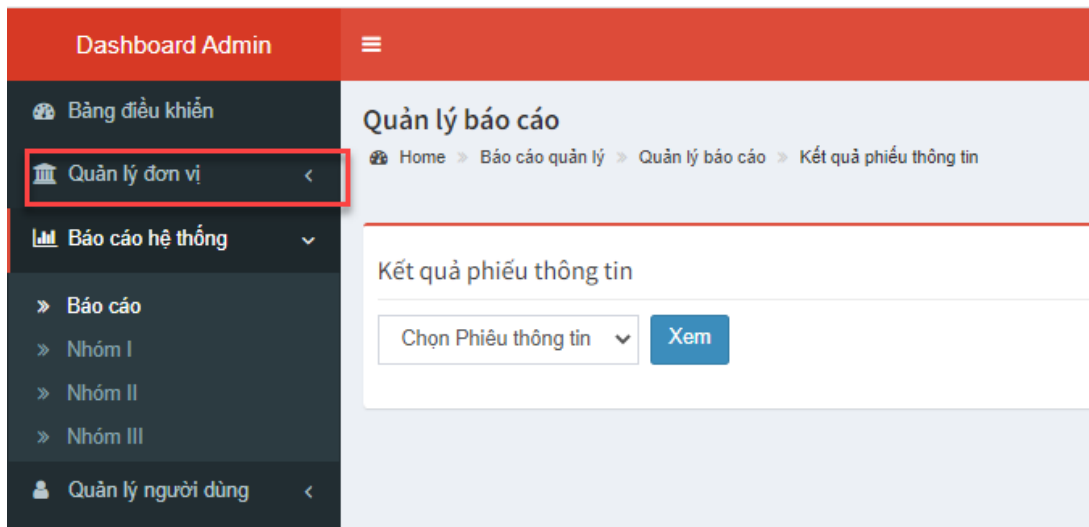 Dashboard Admin
Bảng điều khiển
Quản lý đơn vị
Báo cáo hệ thống
Báo cáo
Nhóm I
Nhóm II
Nhóm III
Quản lý người dùng
Quản lý báo cáo
Home » Báo cáo quản lý » Quản lý báo cáo » Kết quả phiếu thông tin
Kết quả phiếu thông tin
Chọn Phiêu thông tin
Xem